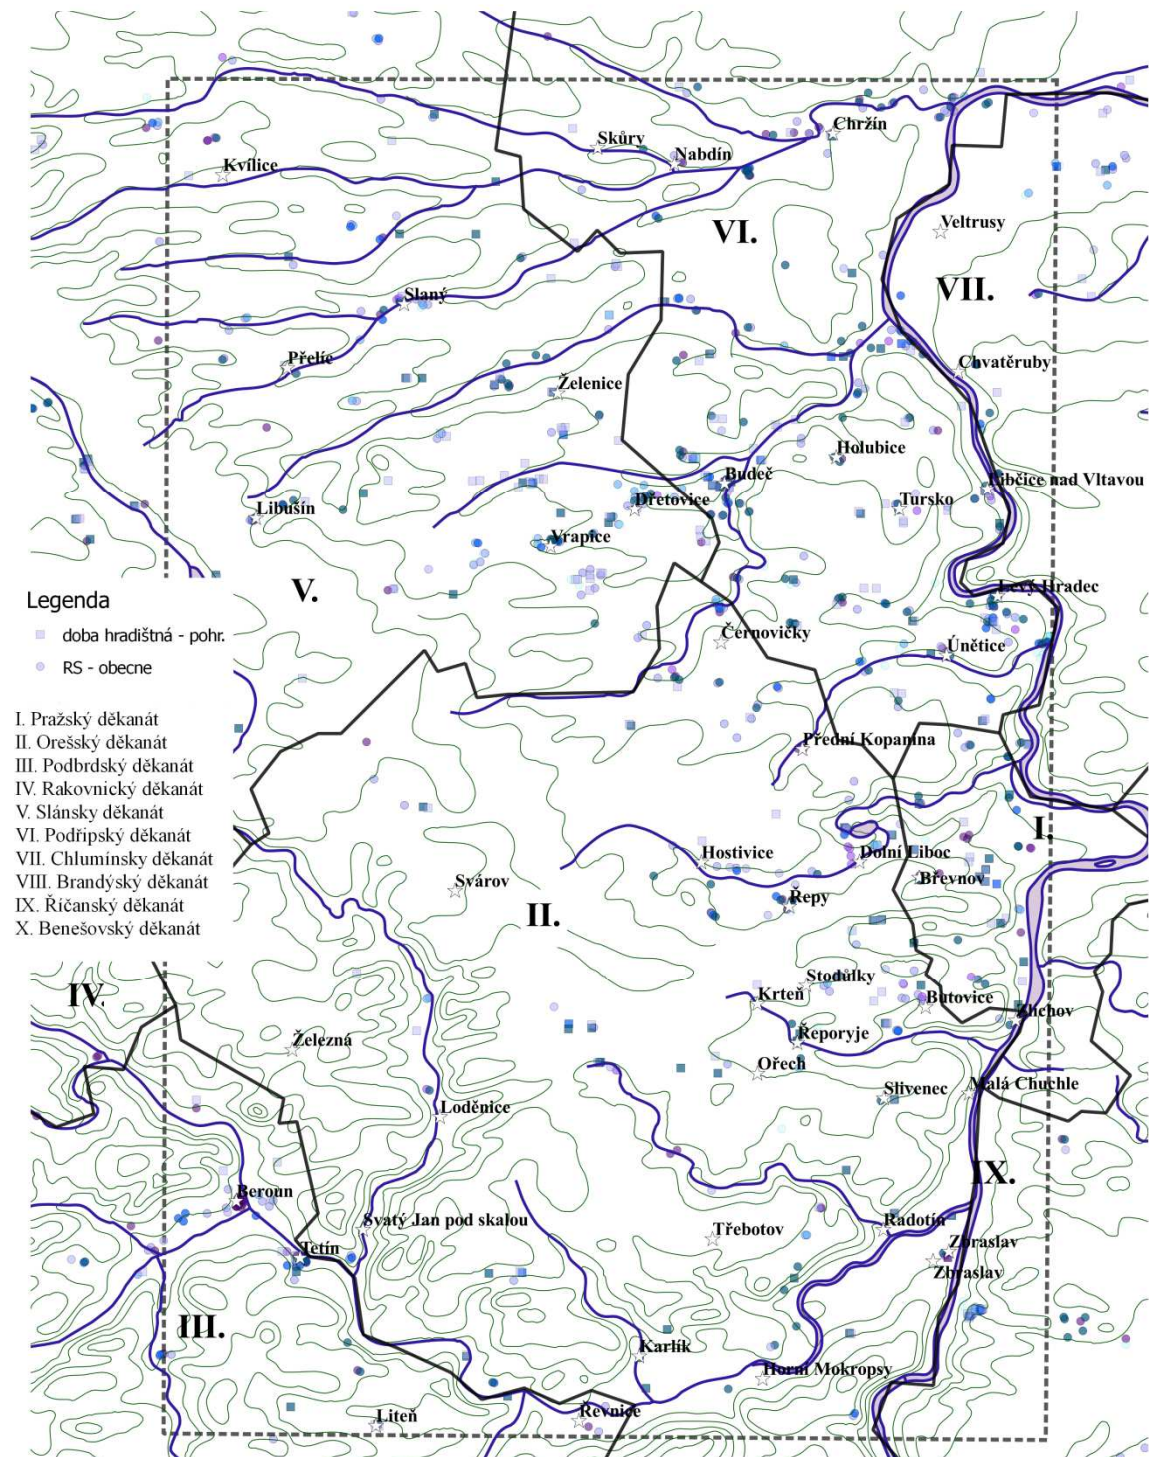 Chržín
Skůry
Nabdín
Kvílice
VI.
Veltrusy
VII.
Slaný
Přelíc
Chvatěruby
Želenice
Holubice
Budeč
Libčice nad Vltavou
Dřetovice
Tursko
Libušín
Vrapice
V.
Levý Hradec
Legenda
doba hradištná - pohr.
RS - obecne
Černovičky
Únětice
I. Pražský děkanát
II. Orešský děkanát
III. Podbrdský děkanát
IV. Rakovnický děkanát
V. Slánsky děkanát
VI. Podřipský děkanát
VII. Chlumínsky děkanát
VIII. Brandýský děkanát
IX. Říčanský děkanát
X. Benešovský děkanát
Přední Kopanina
I.
Hostivice
Dolní Liboc
Břevnov
Svárov
Řepy
II.
Stodůlky
IV.
Krteň
Butovice
Zlíchov
Železná
Řeporyje
Ořech
Slivenec
Malá Chuchle
Loděnice
IX.
Beroun
Svatý Jan pod skalou
Třebotov
Radotín
Tetín
Zbraslav
Zbraslav
III.
Karlík
Horní Mokropsy
Liteň
Řevnice